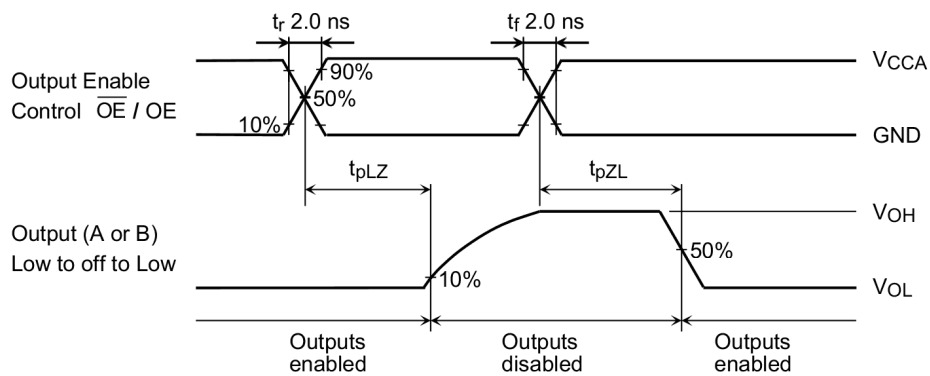 tr 2.0 ns
tf 2.0 ns
VCCA
90%
Output Enable
Control OE / OE
50%
10%
GND
tpLZ
tpZL
VOH
Output (A or B)
Low to off to Low
50%
10%
VOL
Outputs
enabled
Outputs
disabled
Outputs
enabled